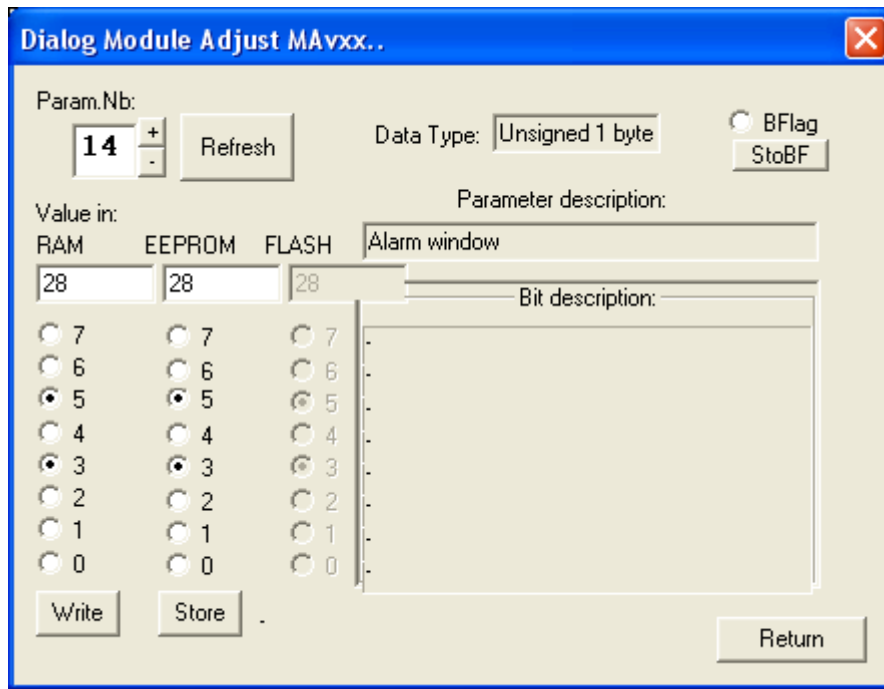 Dialog Module Adjust MAvxx..
Param.Nb:
14 + - Refresh Data Type: Unsigned 1 byte BFlag
StoBF
Parameter description:
Value in:
RAM EEPROM FLASH Alarm window
28 28 28
Bit description:
7 7 7 -
6 6 6 -
5 5 5 -
4 4 4 -
3 3 3 -
2 2 2 -
1 1 1 -
0 0 0 -
Write Store -
Return